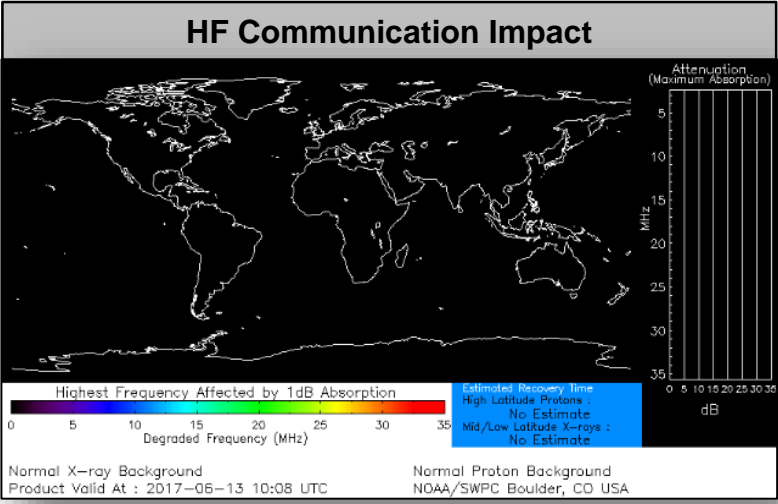 HF Communication Impact
Attenuation
(Maximum Absorption)
5
10
15
20
25
30
35
MHz
0 5 10 15 20 25 30 35
dB
Highest Frequency Affected by 1dB Absorption
0 5 10 15 20 25 30 35
Degraded Frequency (MHz)
Estimated Recovery Time
High Latitude Protons :
No Estimate
Mid/Low Latitude X-rays :
No Estimate
Normal X-ray Background
Product Valid At : 2017-06-13 10:08 UTC
Normal Proton Background
NOAA/SWPC Boulder, CO USA